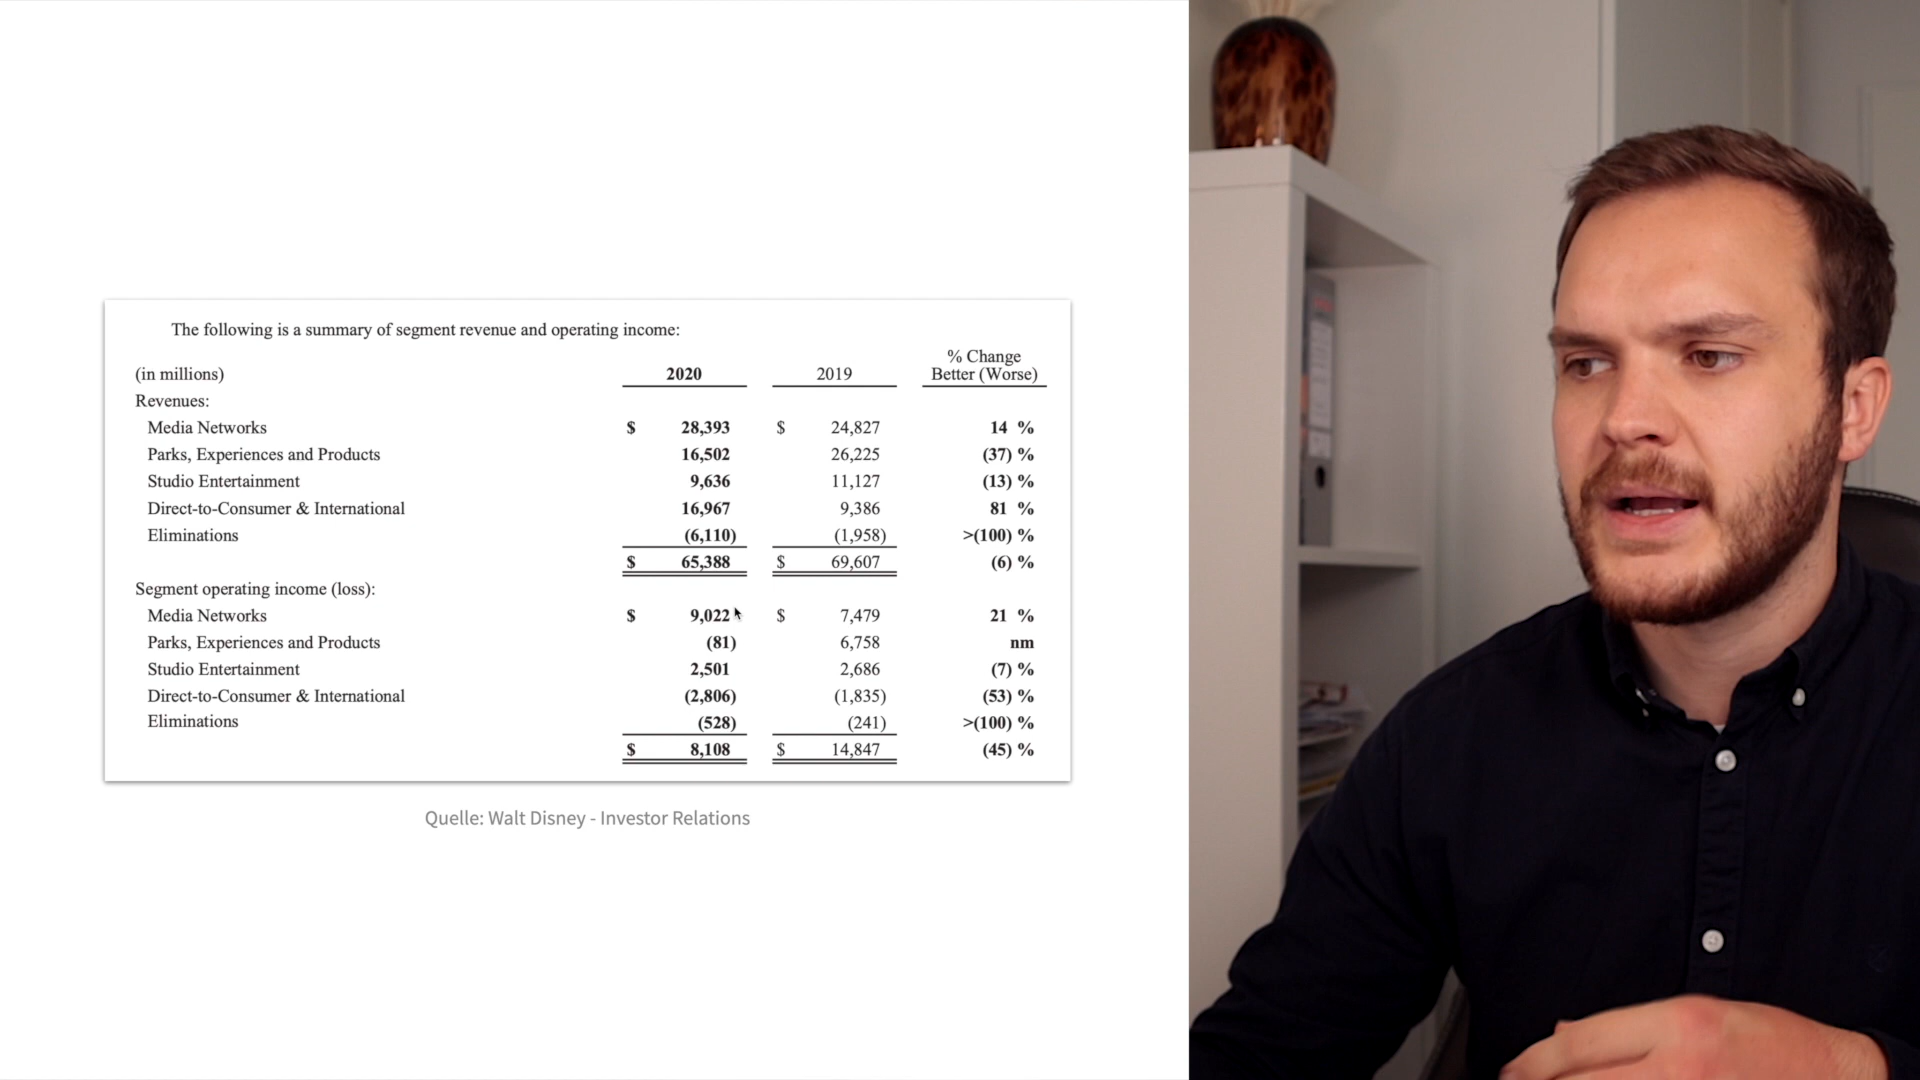 The following is a summary of segment revenue and operating income:
% Change
(in millions) 2020 2019 Better (Worse)
Revenues:
Media Networks $ 28,393 $ 24,827 14 %
Parks, Experiences and Products 16,502 26,225 (37) %
Studio Entertainment 9,636 11,127 (13) %
Direct-to-Consumer & International 16,967 9,386 81 %
Eliminations (6,110) (1,958) >(100) %
$ 65,388 $ 69,607 (6) %
Segment operating income (loss):
Media Networks $ 9,022 $ 7,479 21 %
Parks, Experiences and Products (81) 6,758 nm
Studio Entertainment 2,501 2,686 (7) %
Direct-to-Consumer & International (2,806) (1,835) (53) %
Eliminations (528) (241) >(100) %
$ 8,108 $ 14,847 (45) %
Quelle: Walt Disney - Investor Relations